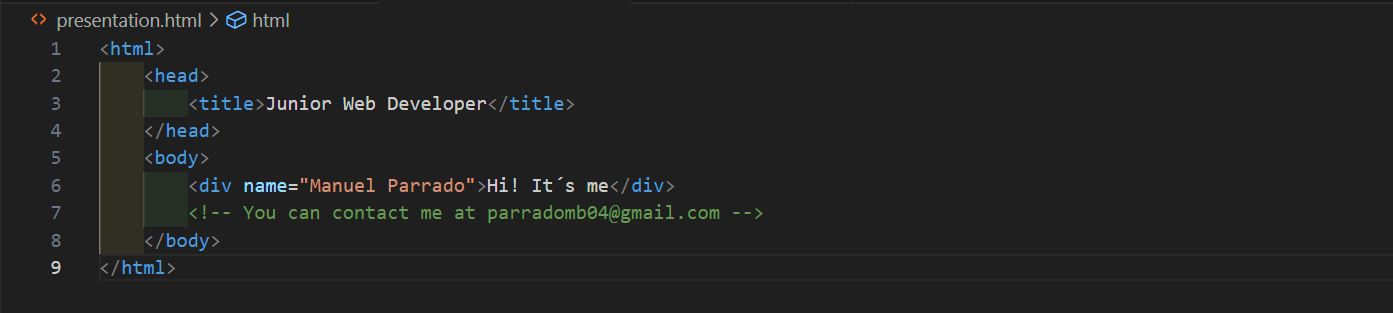 presentation.html > html
1 <html>
2 <head>
3 <title>Junior Web Developer</title>
4 </head>
5 <body>
6 <div name="Manuel Parrado">Hi! It´s me</div>
7 <!-- You can contact me at parradomb04@gmail.com -->
8 </body>
9 </html>